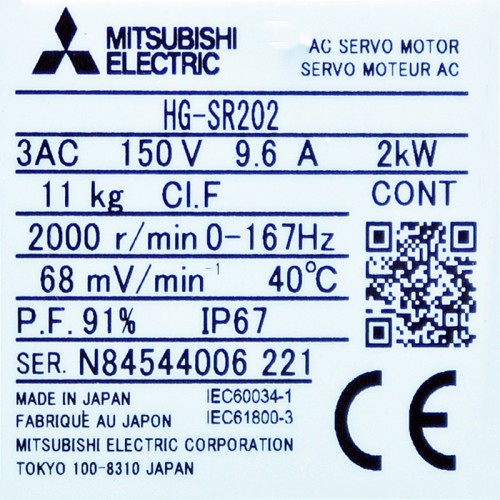 MITSUBISHI
ELECTRIC
AC SERVO MOTOR
SERVO MOTEUR AC
HG-SR202
3AC 150 V 9.6 A 2kW
11 kg CI.F CONT
2000 r/min 0-167Hz
68 mV/min⁻¹ 40℃
P.F. 91% IP67
SER. N84544006 221
MADE IN JAPAN IEC60034-1
FABRIQUÈ AU JAPON IEC61800-3
MITSUBISHI ELECTRIC CORPORATION
TOKYO 100-8310 JAPAN
CE